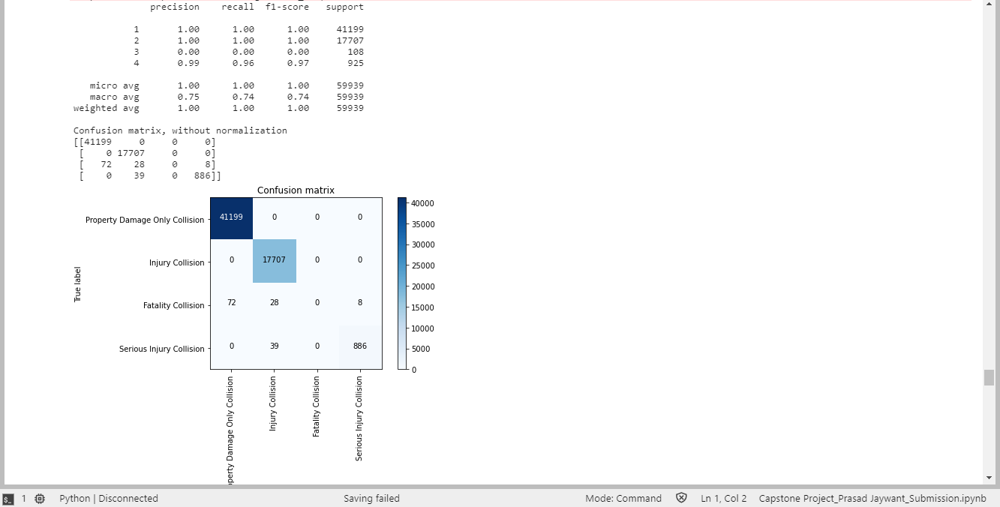 precision recall f1-score support
1 1.00 1.00 1.00 41199
2 1.00 1.00 1.00 17707
3 0.00 0.00 0.00 108
4 0.99 0.96 0.97 925
micro avg 1.00 1.00 1.00 59939
macro avg 0.75 0.74 0.74 59939
weighted avg 1.00 1.00 1.00 59939
Confusion matrix, without normalization
[[41199 0 0 0]
[ 0 17707 0 0]
[ 72 28 0 8]
[ 0 39 0 886]]
Confusion matrix
Property Damage Only Collision 41199 0 0 0
Injury Collision 0 17707 0 0
Fatality Collision 72 28 0 8
Serious Injury Collision 0 39 0 886
True label
40000
35000
30000
25000
20000
15000
10000
5000
0
perty Damage Only Collision
Injury Collision
Fatality Collision
Serious Injury Collision
$_ 1 Python | Disconnected Saving failed Mode: Command Ln 1, Col 2 Capstone Project_Prasad Jaywant_Submission.ipynb